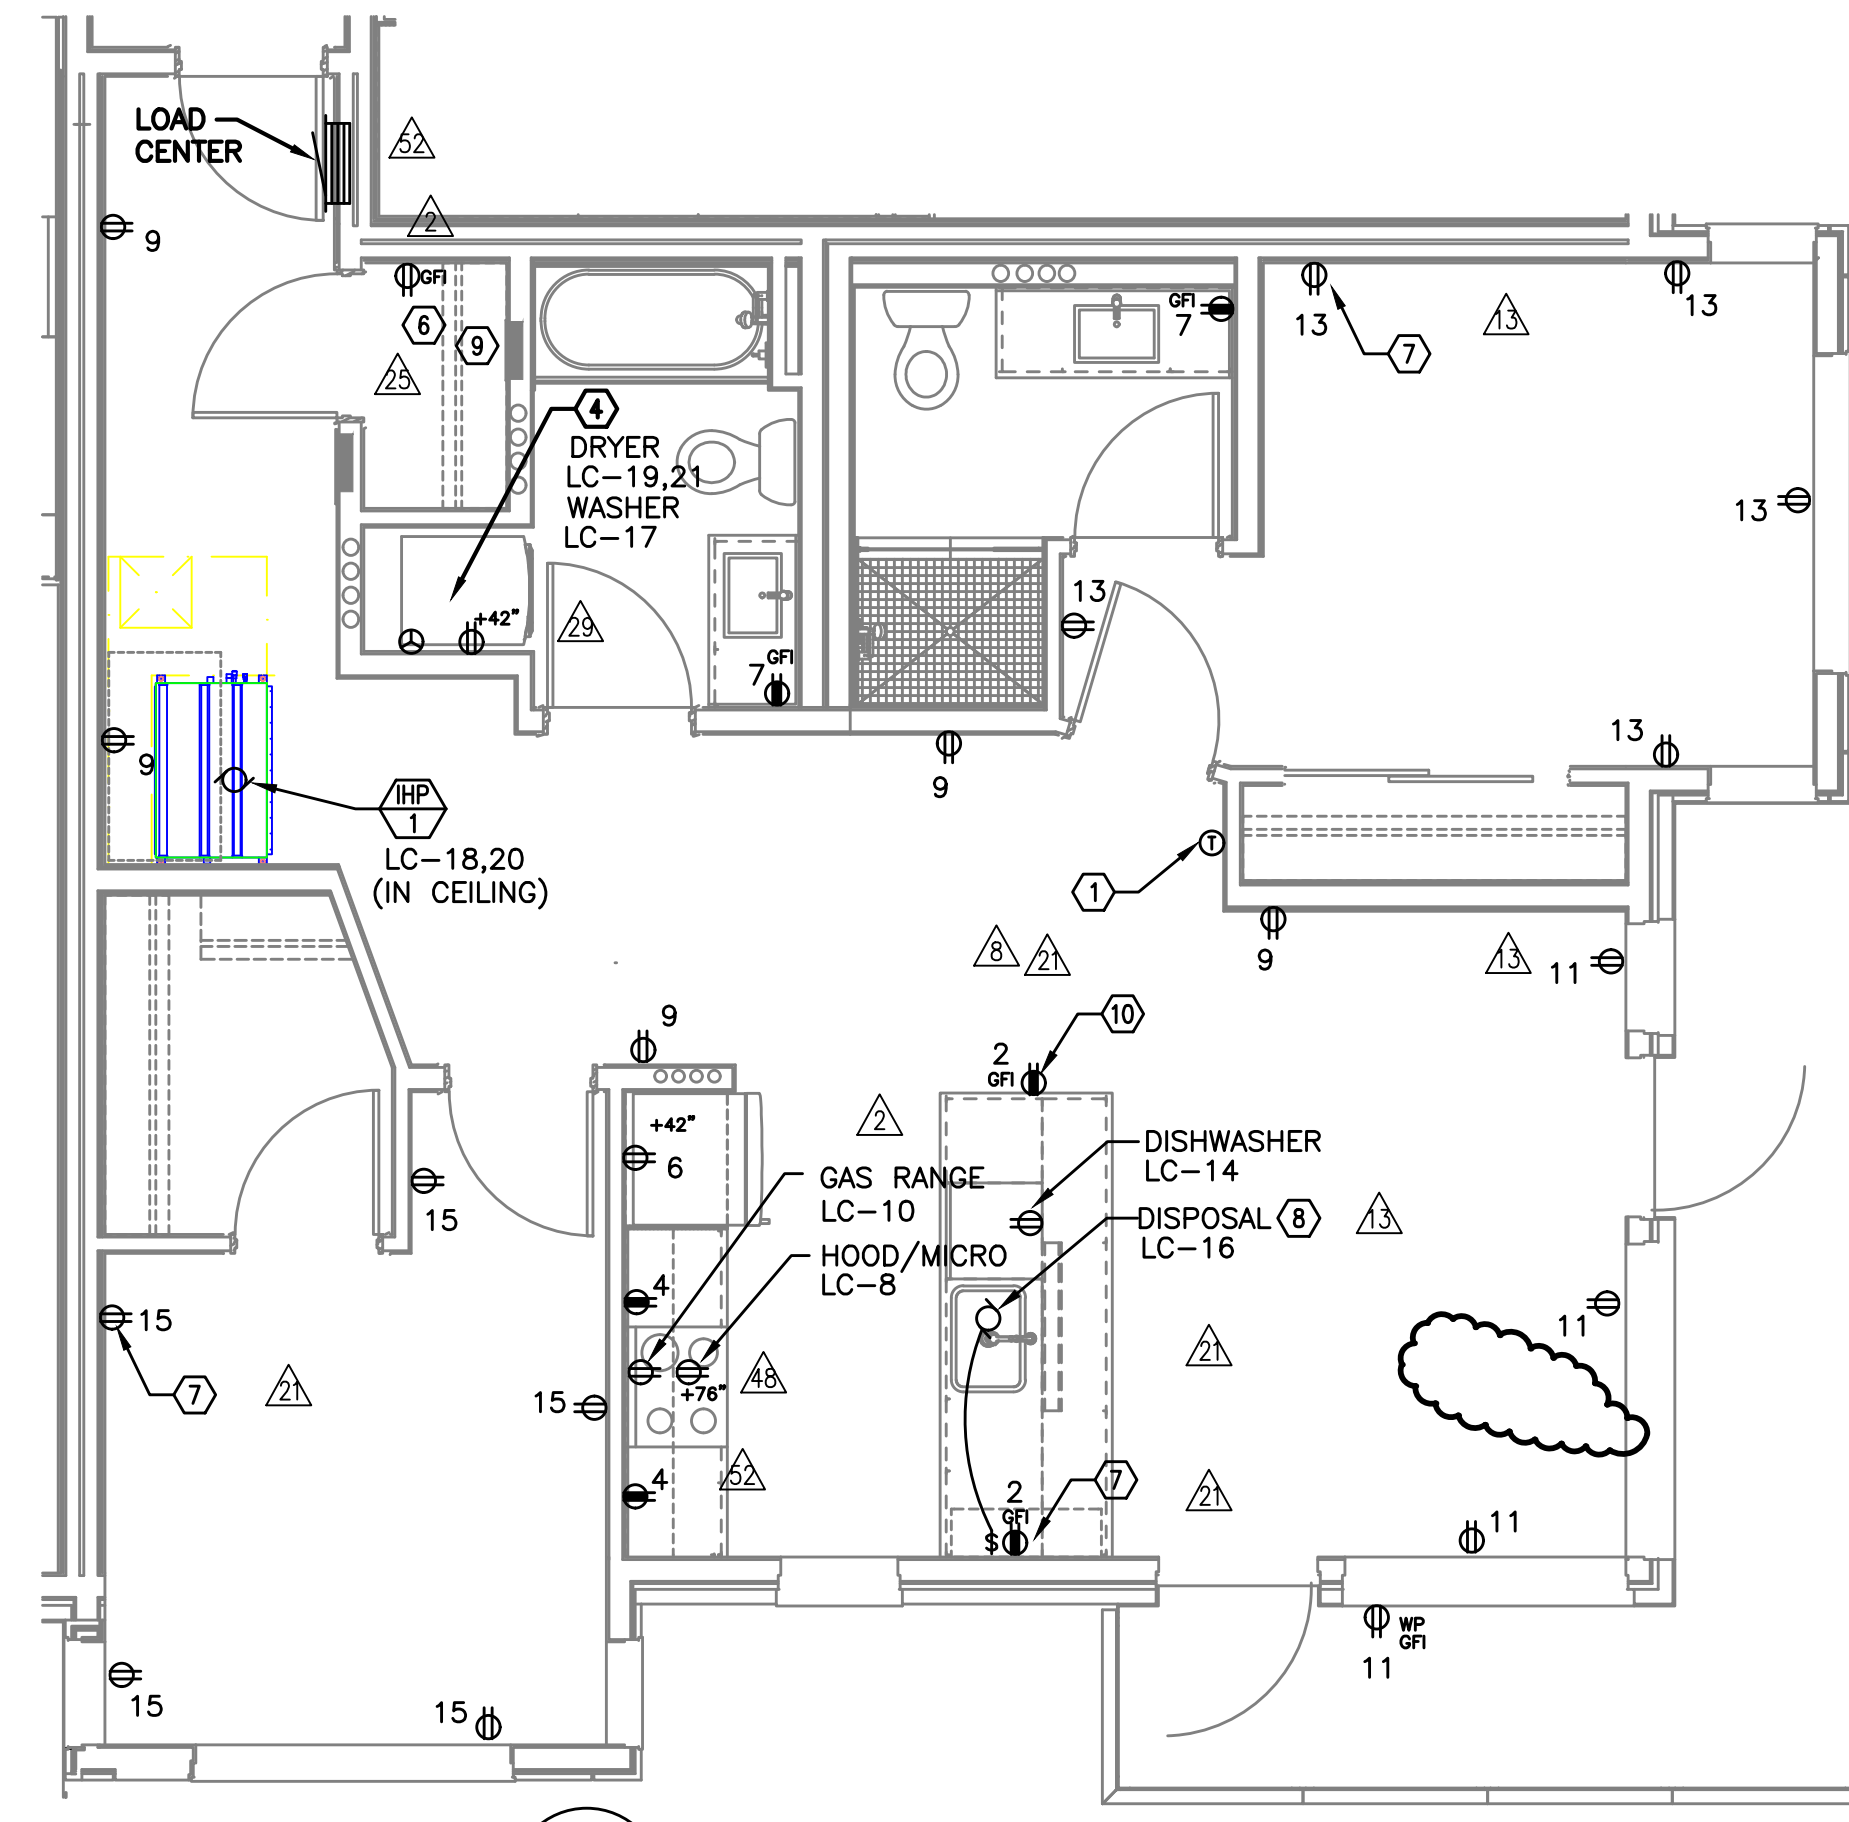 LOAD
CENTER
52
2
9
GFI
6
9
25
GFI
7
13
7
13
13
4
DRYER
LC-19,21
WASHER
LC-17
13
+42"
29
GFI
7
13
13
9
9
IHP
1
LC-18,20
(IN CEILING)
T
1
8
21
9
13
11
9
10
2
GFI
+42"
6
2
GAS RANGE
LC-10
DISHWASHER
LC-14
DISPOSAL
8
13
LC-16
HOOD/MICRO
LC-8
15
4
15
7
21
+76"
48
15
21
11
4
52
2
GFI
$
7
21
11
WP
GFI
11
15
15